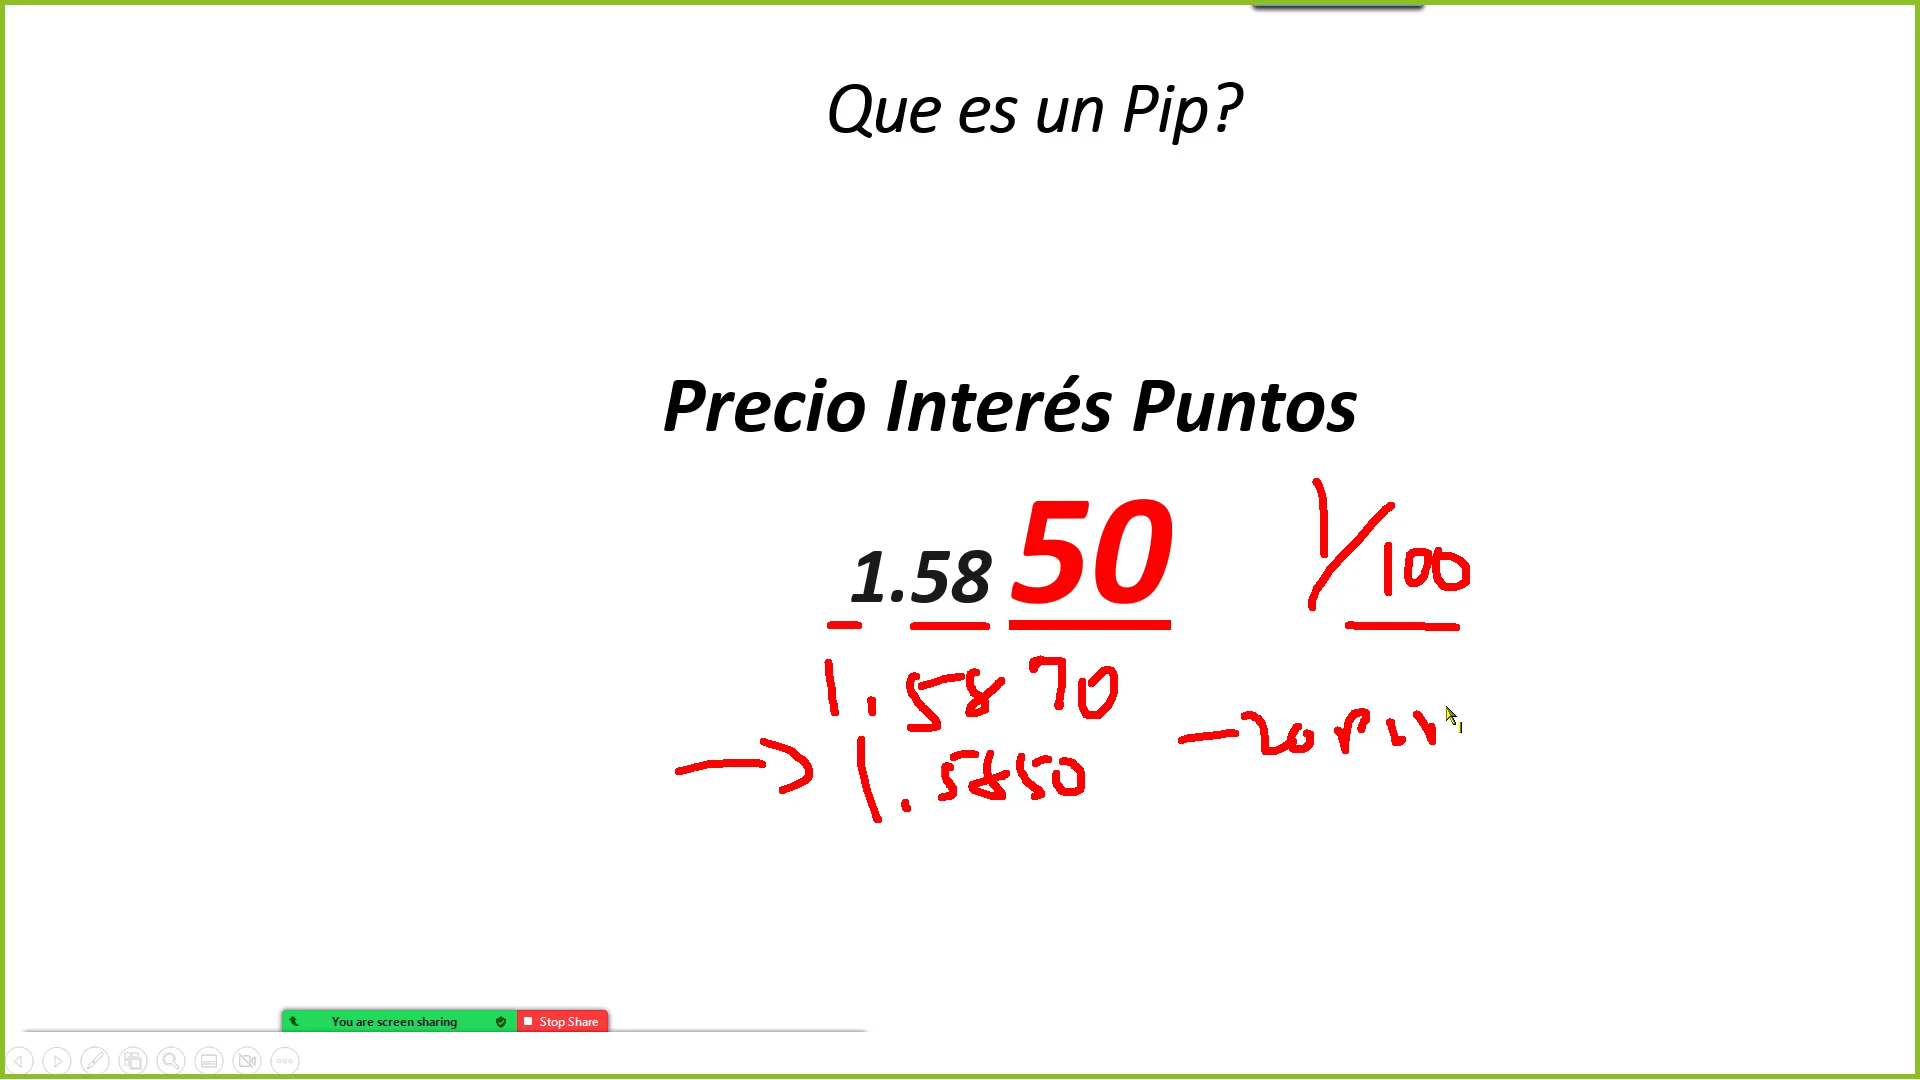 Que es un Pip?
Precio Interés Puntos
1.58 50
1/100
1.5870
1.5850
-20
You are screen sharing
Stop Share